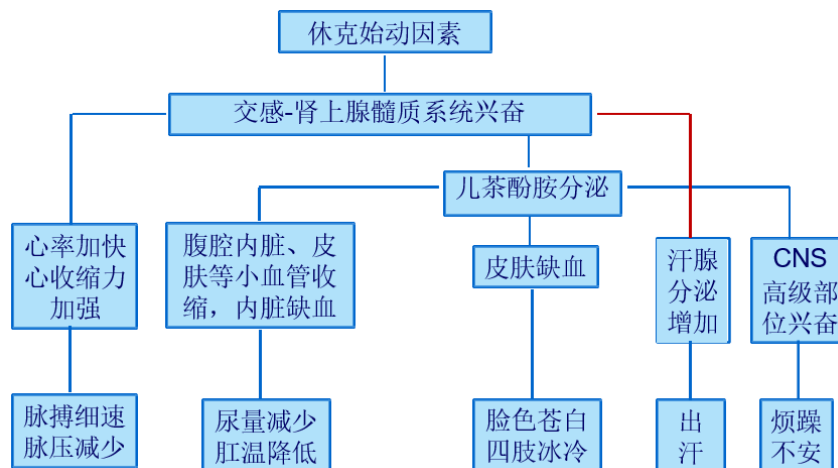 休克始动因素
交感-肾上腺髓质系统兴奋
儿茶酚胺分泌
心率加快
心收缩力
加强
腹腔内脏、皮
肤等小血管收
缩，内脏缺血
皮肤缺血
汗腺
分泌
增加
CNS
高级部
位兴奋
脉搏细速
脉压减少
尿量减少
肛温降低
脸色苍白
四肢冰冷
出
汗
烦躁
不安